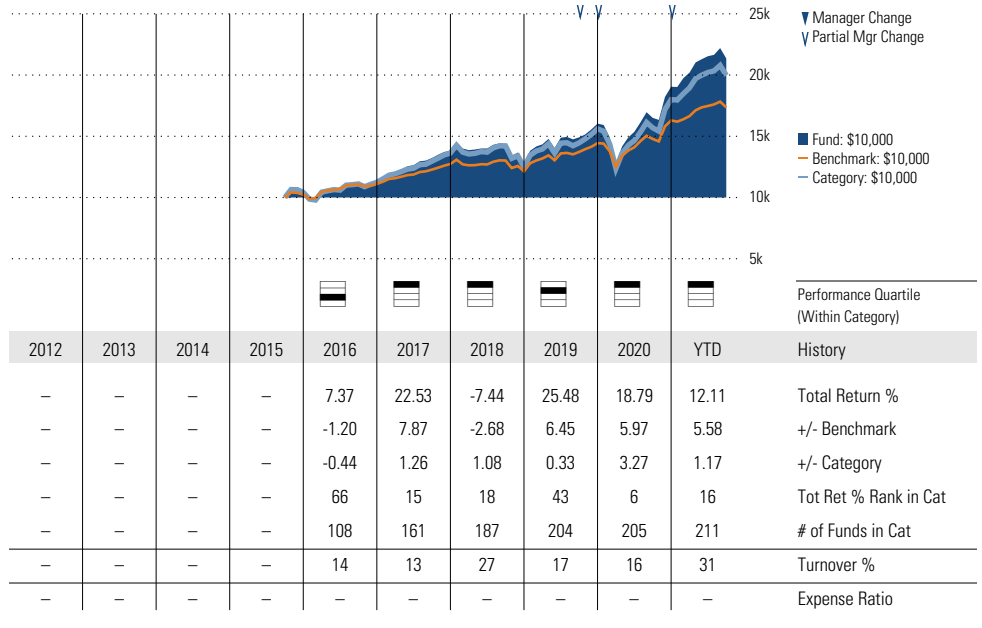 25k
20k
15k
10k
5k
Manager Change
Partial Mgr Change
Fund: $10,000
Benchmark: $10,000
Category: $10,000
Performance Quartile
(Within Category)
2012 2013 2014 2015 2016 2017 2018 2019 2020 YTD History
– – – – 7.37 22.53 -7.44 25.48 18.79 12.11 Total Return %
– – – – -1.20 7.87 -2.68 6.45 5.97 5.58 +/- Benchmark
– – – – -0.44 1.26 1.08 0.33 3.27 1.17 +/- Category
– – – – 66 15 18 43 6 16 Tot Ret % Rank in Cat
– – – – 108 161 187 204 205 211 # of Funds in Cat
– – – – 14 13 27 17 16 31 Turnover %
– – – – – – – – – – Expense Ratio